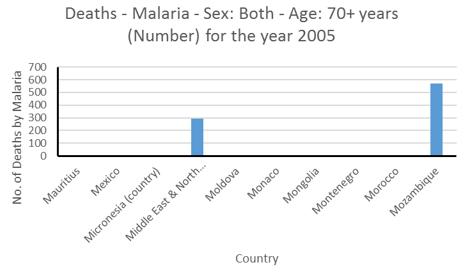 Deaths - Malaria - Sex: Both - Age: 70+ years
(Number) for the year 2005
No. of Deaths by Malaria
700
600
500
400
300
200
100
0
Mauritius
Mexico
Micronesia (country)
Middle East & North...
Moldova
Monaco
Mongolia
Montenegro
Morocco
Mozambique
Country